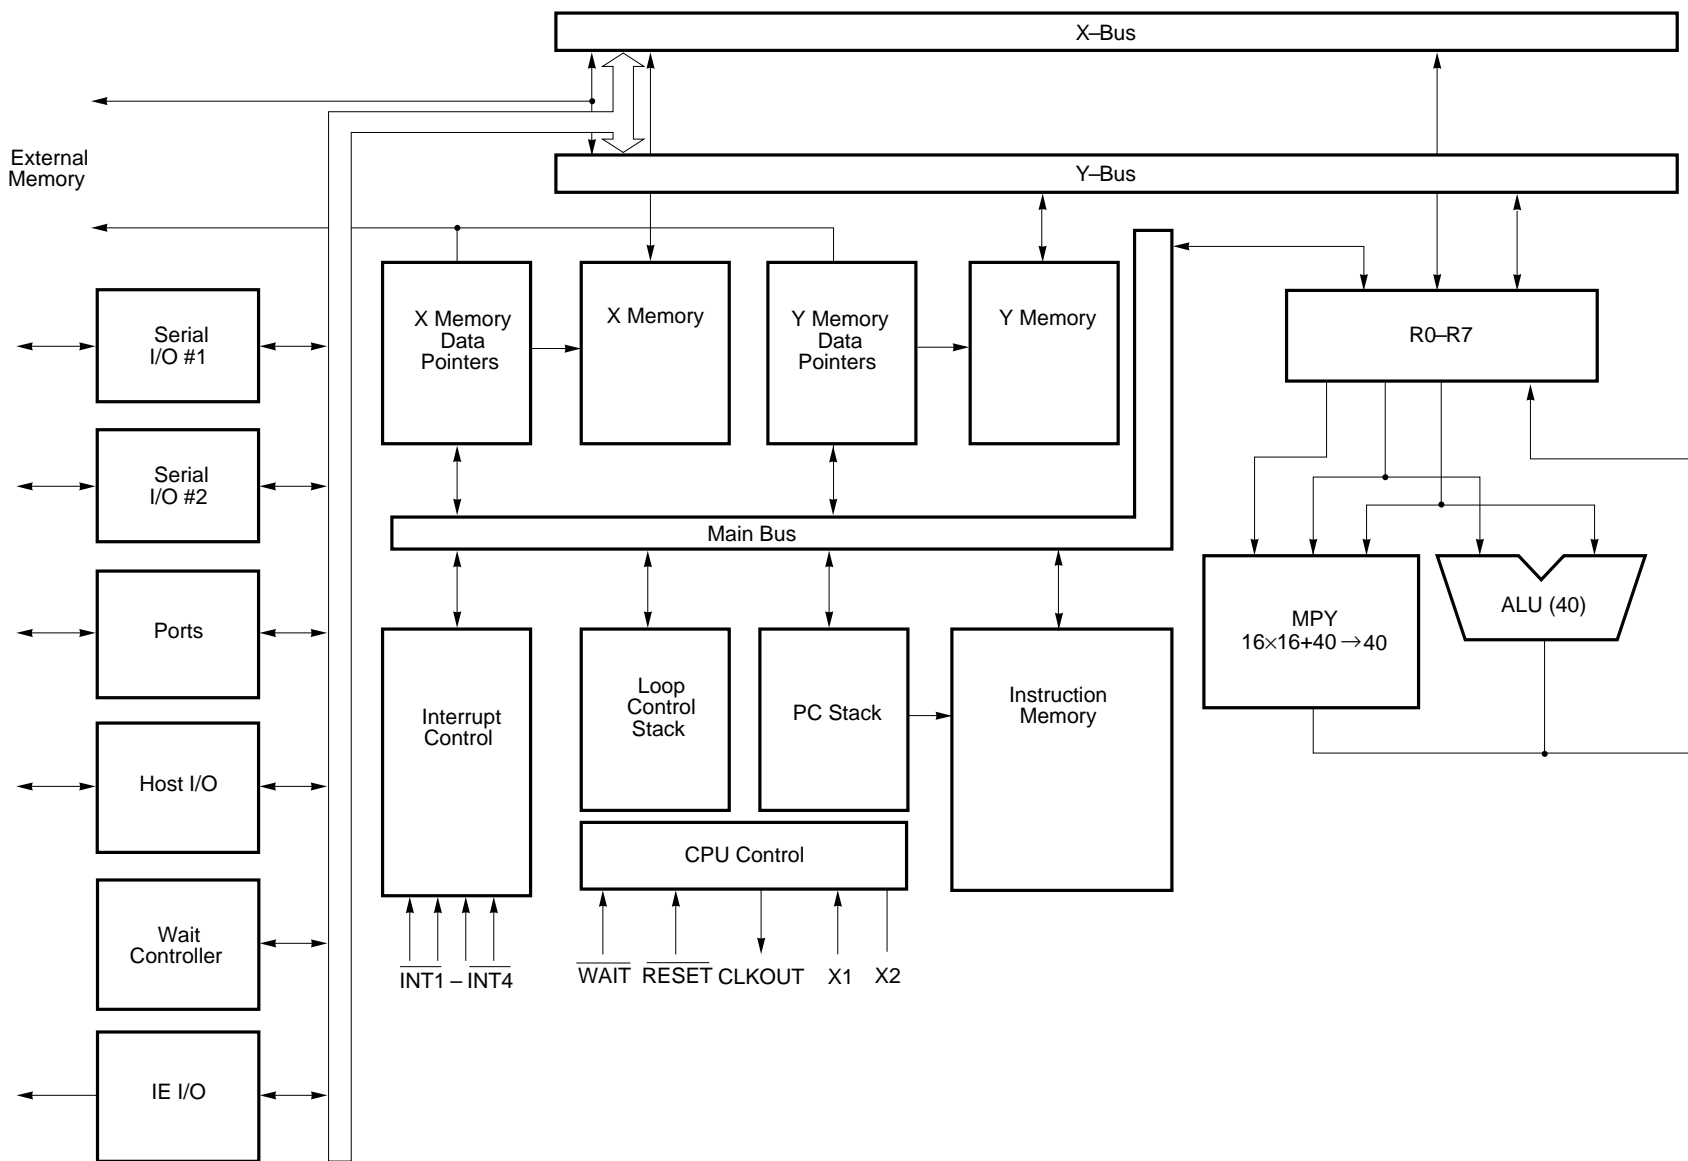 X–Bus
External
Memory
Y–Bus
Serial
I/O #1
X Memory
Data
Pointers
X Memory
Y Memory
Data
Pointers
Y Memory
R0–R7
Serial
I/O #2
Main Bus
Ports
Interrupt
Control
Loop
Control
Stack
PC Stack
Instruction
Memory
MPY
16×16+40→40
ALU (40)
Host I/O
CPU Control
Wait
Controller
INT1 – INT4
WAIT
RESET
CLKOUT
X1
X2
IE I/O